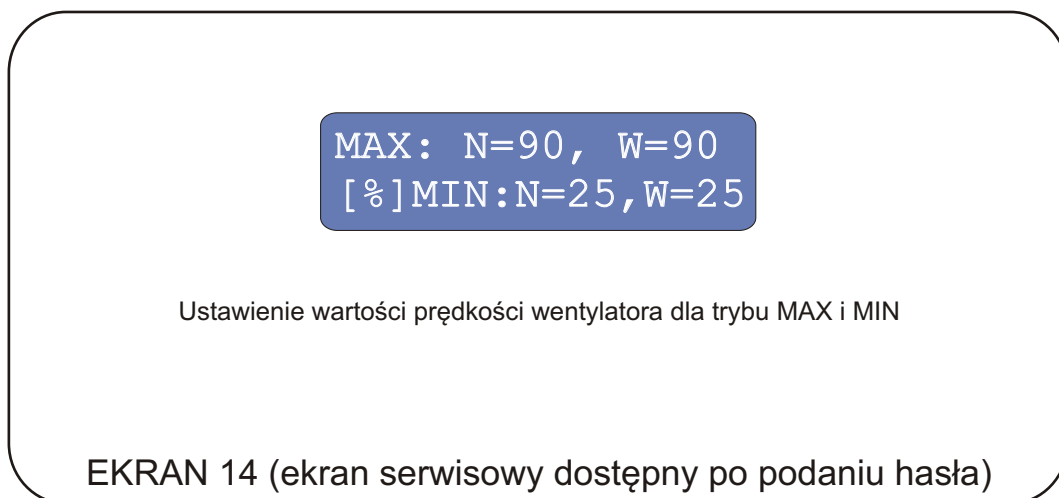 MAX: N=90, W=90
[%]MIN:N=25,W=25
Ustawienie wartości prędkości wentylatora dla trybu MAX i MIN
EKRAN 14 (ekran serwisowy dostępny po podaniu hasła)